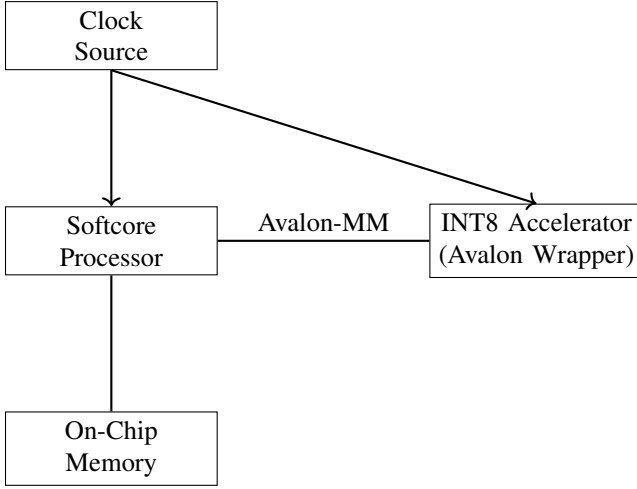 Clock
Source
Softcore
Processor
Avalon-MM
INT8 Accelerator
(Avalon Wrapper)
On-Chip
Memory